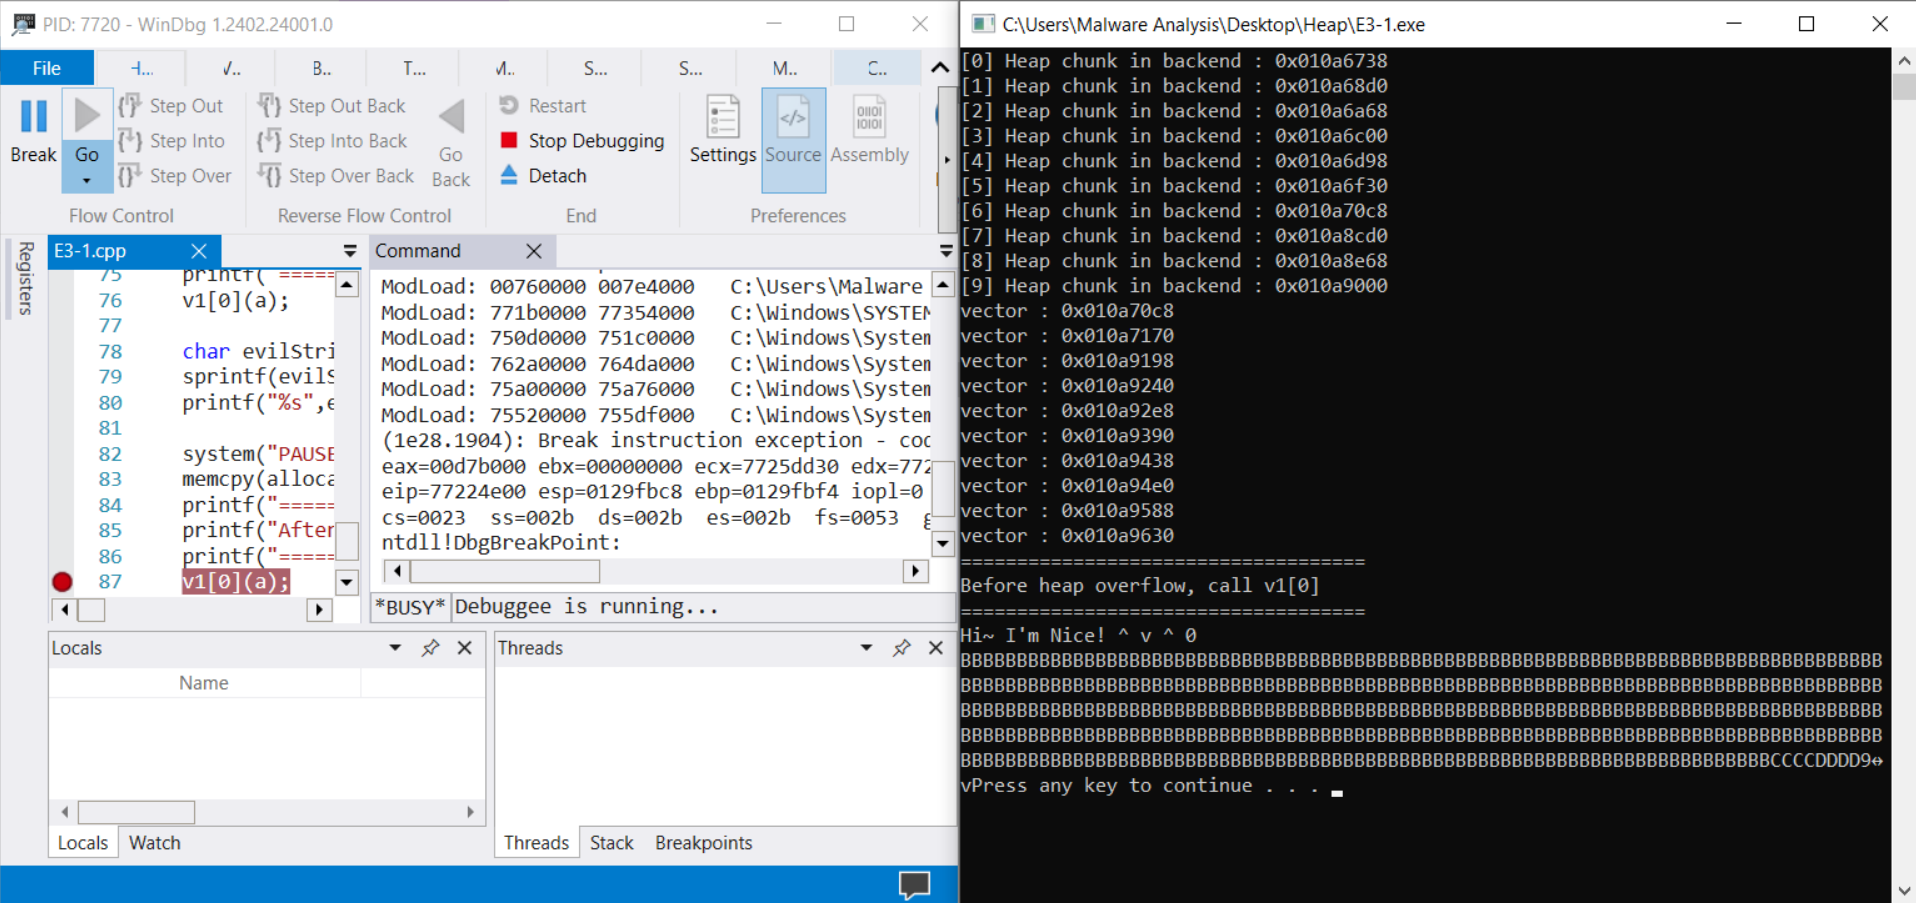 PID: 7720 - WinDbg 1.2402.24001.0
File H... V.. B.. T... M.. S... S... M... C..
Break
Go
Step Out
Step Into
Step Over
Flow Control
Step Out Back
Step Into Back
Step Over Back
Go Back
Reverse Flow Control
Restart
Stop Debugging
Detach
End
Settings
Source
Assembly
Preferences
Registers
E3-1.cpp
75 printf("=====
76 v1[0](a);
77
78 char evilStri
79 sprintf(evilS
80 printf("%s",e
81
82 system("PAUSE
83 memcpy(alloca
84 printf("=====
85 printf("After
86 printf("=====
87 v1[0](a);
Command
ModLoad: 00760000 007e4000 C:\Users\Malware
ModLoad: 771b0000 77354000 C:\Windows\SYSTEM
ModLoad: 750d0000 751c0000 C:\Windows\System
ModLoad: 762a0000 764da000 C:\Windows\System
ModLoad: 75a00000 75a76000 C:\Windows\System
ModLoad: 75520000 755df000 C:\Windows\System
(1e28.1904): Break instruction exception - cod
eax=00d7b000 ebx=00000000 ecx=7725dd30 edx=772
eip=77224e00 esp=0129fbc8 ebp=0129fbf4 iopl=0
cs=0023 ss=002b ds=002b es=002b fs=0053 g
ntdll!DbgBreakPoint:
*BUSY* Debuggee is running...
Locals
Name
Locals Watch
Threads
Threads Stack Breakpoints
C:\Users\Malware Analysis\Desktop\Heap\E3-1.exe
[0] Heap chunk in backend : 0x010a6738
[1] Heap chunk in backend : 0x010a68d0
[2] Heap chunk in backend : 0x010a6a68
[3] Heap chunk in backend : 0x010a6c00
[4] Heap chunk in backend : 0x010a6d98
[5] Heap chunk in backend : 0x010a6f30
[6] Heap chunk in backend : 0x010a70c8
[7] Heap chunk in backend : 0x010a8cd0
[8] Heap chunk in backend : 0x010a8e68
[9] Heap chunk in backend : 0x010a9000
vector : 0x010a70c8
vector : 0x010a7170
vector : 0x010a9198
vector : 0x010a9240
vector : 0x010a92e8
vector : 0x010a9390
vector : 0x010a9438
vector : 0x010a94e0
vector : 0x010a9588
vector : 0x010a9630
====================================
Before heap overflow, call v1[0]
====================================
Hi~ I'm Nice! ^ v ^ 0
BBBBBBBBBBBBBBBBBBBBBBBBBBBBBBBBBBBBBBBBBBBBBBBBBBBBBBBBBBBBBBBBBBBBBBBBBBBBBBBBBB
BBBBBBBBBBBBBBBBBBBBBBBBBBBBBBBBBBBBBBBBBBBBBBBBBBBBBBBBBBBBBBBBBBBBBBBBBBBBBBBBBB
BBBBBBBBBBBBBBBBBBBBBBBBBBBBBBBBBBBBBBBBBBBBBBBBBBBBBBBBBBBBBBBBBBBBBBBBBBBBBBBBBB
BBBBBBBBBBBBBBBBBBBBBBBBBBBBBBBBBBBBBBBBBBBBBBBBBBBBBBBBBBBBBBBBBBBBBBBBBBBBBBBBBB
BBBBBBBBBBBBBBBBBBBBBBBBBBBBBBBBBBBBBBBBBBBBBBBBBBBBBBBBBBBBBBBBBBBBBBBBCCCCDDDD9↔
vPress any key to continue . . .